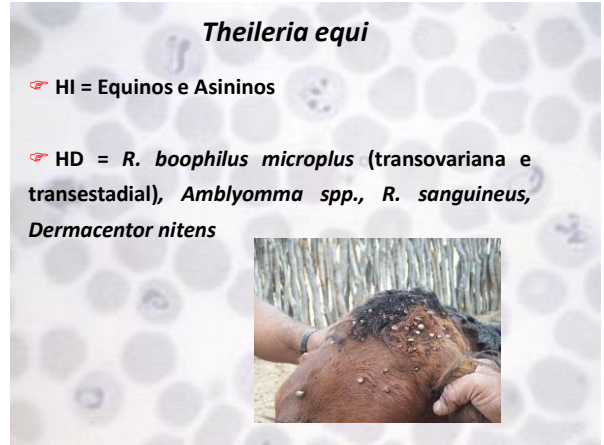 Theileria equi
☞ HI = Equinos e Asininos
☞ HD = R. boophilus microplus (transovariana e
transestadial), Amblyomma spp., R. sanguineus,
Dermacentor nitens